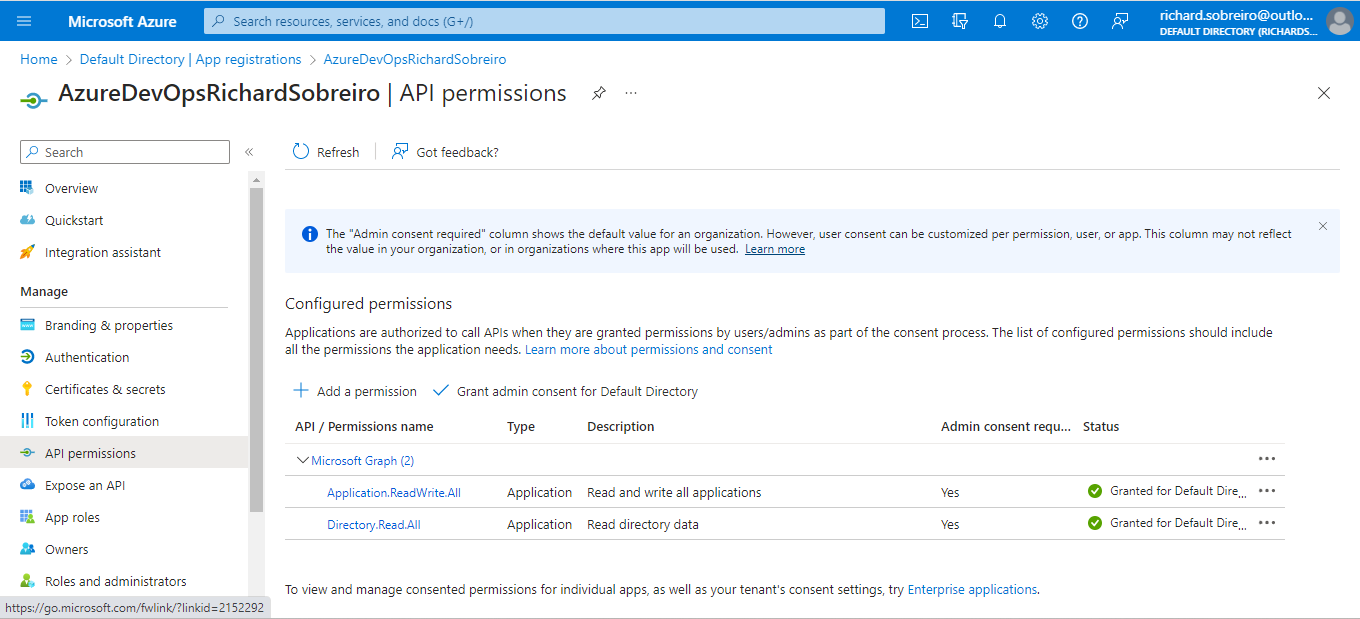 Microsoft Azure
Search resources, services, and docs (G+/)
richard.sobreiro@outlo...
DEFAULT DIRECTORY (RICHARDS...
Home > Default Directory | App registrations > AzureDevOpsRichardSobreiro
AzureDevOpsRichardSobreiro | API permissions
Search
Overview
Quickstart
Integration assistant
Manage
Branding & properties
Authentication
Certificates & secrets
Token configuration
API permissions
Expose an API
App roles
Owners
Roles and administrators
https://go.microsoft.com/fwlink/?linkid=2152292
Refresh
Got feedback?
The "Admin consent required" column shows the default value for an organization. However, user consent can be customized per permission, user, or app. This column may not reflect
the value in your organization, or in organizations where this app will be used. Learn more
Configured permissions
Applications are authorized to call APIs when they are granted permissions by users/admins as part of the consent process. The list of configured permissions should include
all the permissions the application needs. Learn more about permissions and consent
Add a permission
Grant admin consent for Default Directory
API / Permissions name Type Description Admin consent requ... Status
Microsoft Graph (2)
Application.ReadWrite.All Application Read and write all applications Yes Granted for Default Dire...
Directory.Read.All Application Read directory data Yes Granted for Default Dire...
To view and manage consented permissions for individual apps, as well as your tenant's consent settings, try Enterprise applications.